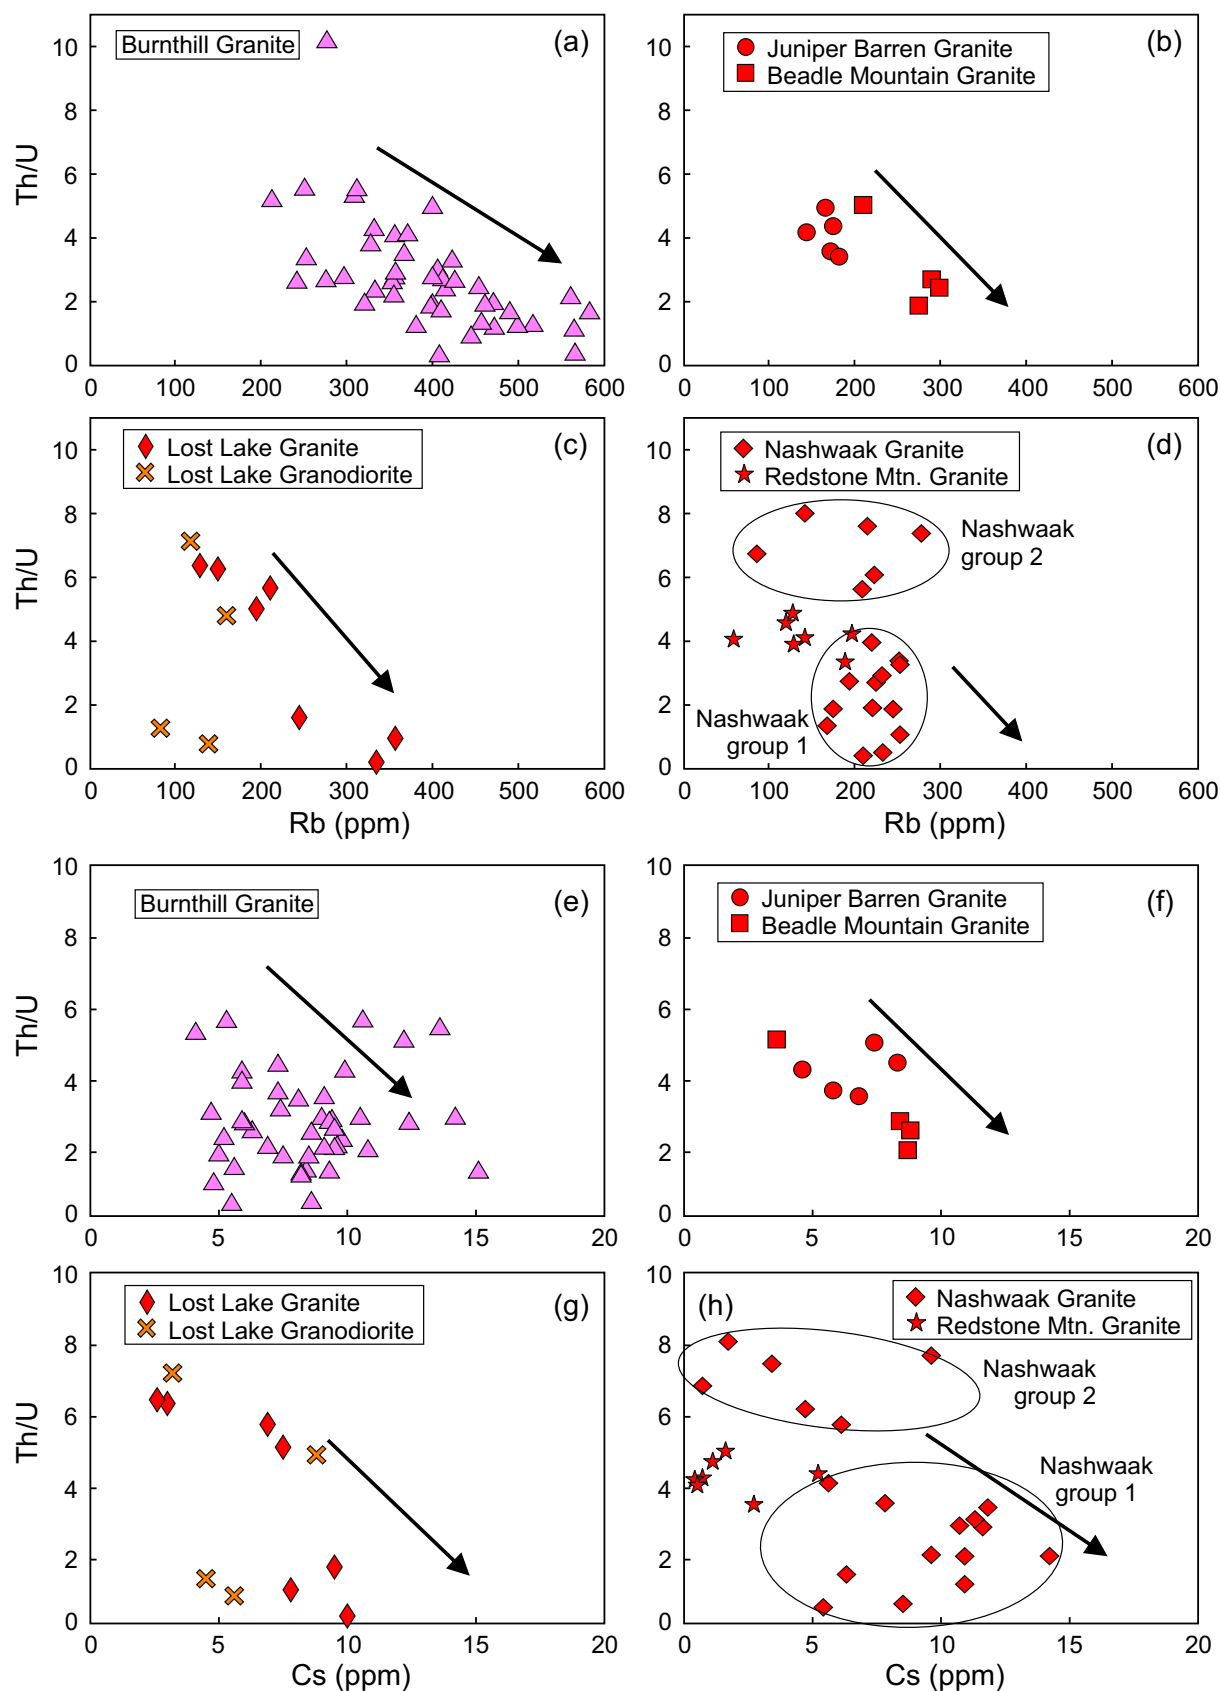 Burnthill Granite
(a)
10
8
6
4
2
0
Th/U
0 100 200 300 400 500 600
Juniper Barren Granite
Beadle Mountain Granite
(b)
10
8
6
4
2
0
0 100 200 300 400 500 600
Lost Lake Granite
Lost Lake Granodiorite
(c)
10
8
6
4
2
0
Th/U
0 100 200 300 400 500 600
Rb (ppm)
Nashwaak Granite
Redstone Mtn. Granite
(d)
10
8
6
4
2
0
Nashwaak
group 2
Nashwaak
group 1
0 100 200 300 400 500 600
Rb (ppm)
Burnthill Granite
(e)
10
8
6
4
2
0
Th/U
0 5 10 15 20
Juniper Barren Granite
Beadle Mountain Granite
(f)
10
8
6
4
2
0
0 5 10 15 20
Lost Lake Granite
Lost Lake Granodiorite
(g)
10
8
6
4
2
0
Th/U
0 5 10 15 20
Cs (ppm)
(h)
Nashwaak Granite
Redstone Mtn. Granite
10
8
6
4
2
0
Nashwaak
group 2
Nashwaak
group 1
0 5 10 15 20
Cs (ppm)